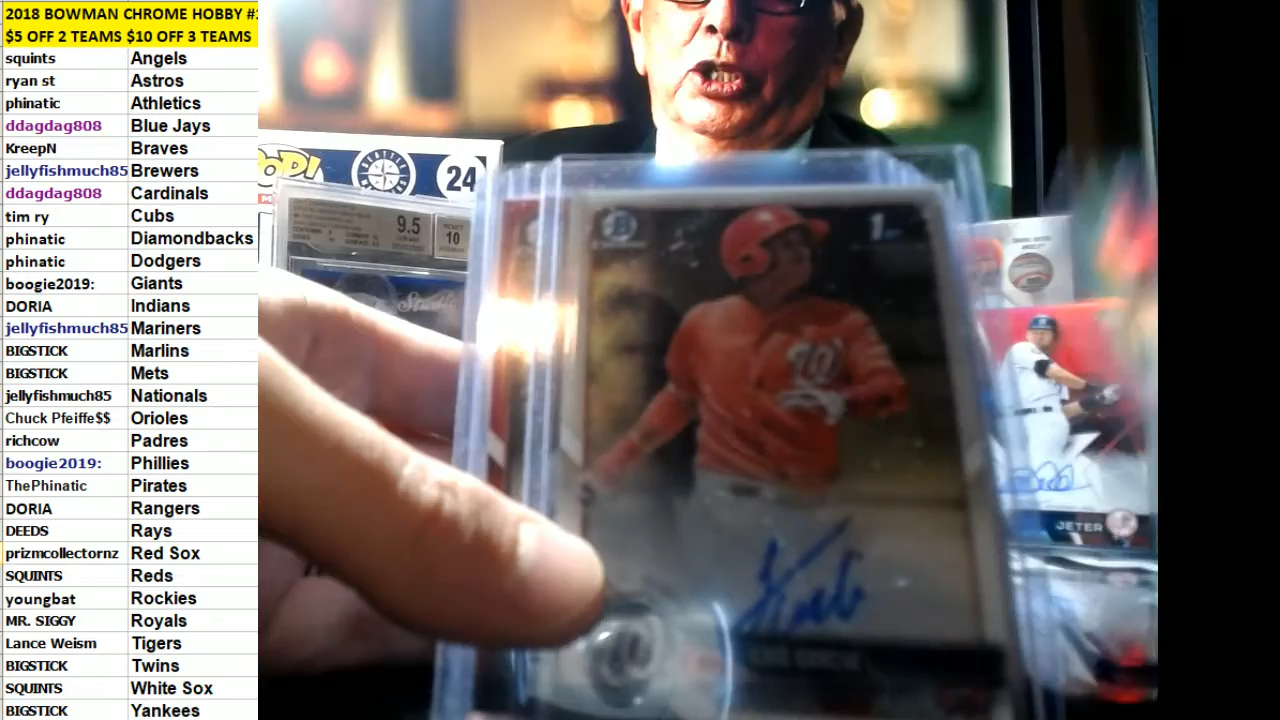 2018 BOWMAN CHROME HOBBY #
$5 OFF 2 TEAMS $10 OFF 3 TEAMS
squints Angels
ryan st Astros
phinatic Athletics
ddagdag808 Blue Jays
KreepN Braves
jellyfishmuch85 Brewers
ddagdag808 Cardinals
tim ry Cubs
phinatic Diamondbacks
phinatic Dodgers
boogie2019: Giants
DORIA Indians
jellyfishmuch85 Mariners
BIGSTICK Marlins
BIGSTICK Mets
jellyfishmuch85 Nationals
Chuck Pfeiffe$$ Orioles
richcow Padres
boogie2019: Phillies
ThePhinatic Pirates
DORIA Rangers
DEEDS Rays
prizmcollectornz Red Sox
SQUINTS Reds
youngbat Rockies
MR. SIGGY Royals
Lance Weism Tigers
BIGSTICK Twins
SQUINTS White Sox
BIGSTICK Yankees
24
9.5
10
B
1st
W
JETER